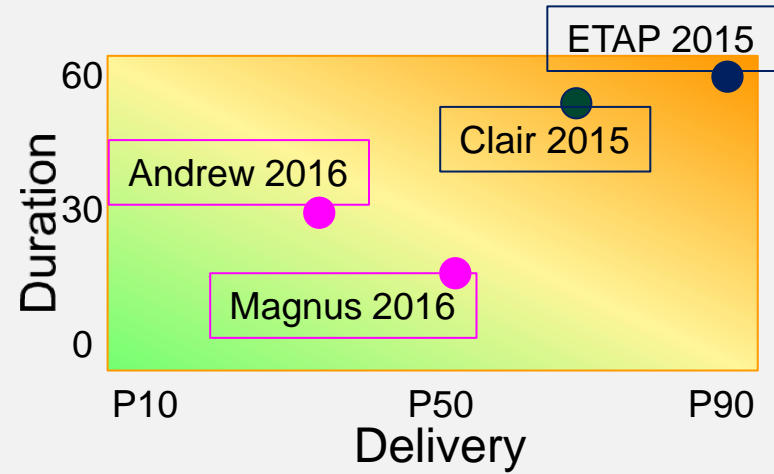 ETAP 2015
60
Clair 2015
Andrew 2016
30
Duration
Magnus 2016
0
P10 P50 P90
Delivery